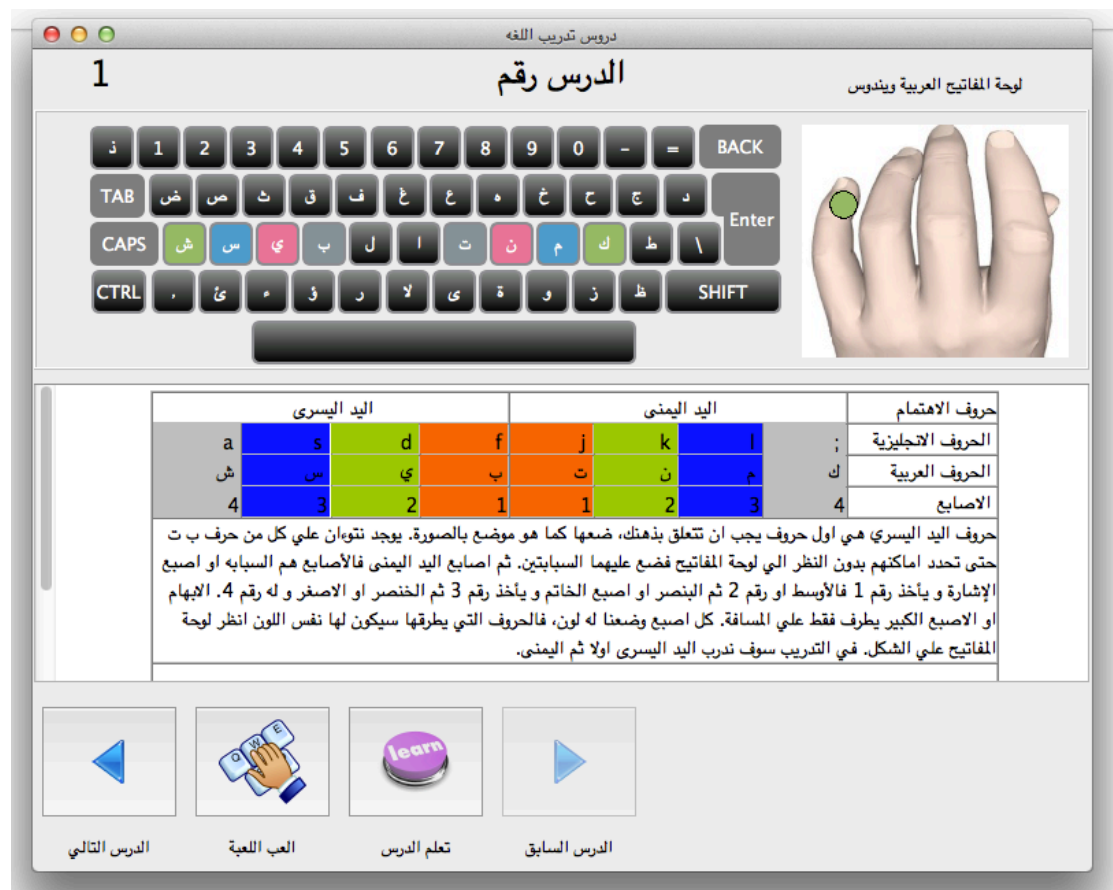 دروس تدريب اللغه
لوحة المفاتيح العربية ويندوس
الدرس رقم
1
ذ 1 2 3 4 5 6 7 8 9 0 - = BACK
TAB ض ص ث ق ف غ ع ه خ ح ج د
Enter
CAPS ش س ي ب ل ا ت ن م ك ط \
CTRL , ئ ء ؤ ر لا ى ة و ز ظ SHIFT
حروف الاهتمام اليد اليمنى اليد اليسرى
الحروف الانجليزية ; l k j f d s a
الحروف العربية ك م ن ت ب ي س ش
الاصابع 4 3 2 1 1 2 3 4
حروف اليد اليسري هي اول حروف يجب ان تتعلق بذهنك، ضعها كما هو موضع بالصورة. يوجد نتوءان علي كل من حرف ب ت
حتى تحدد اماكنهم بدون النظر الي لوحة المفاتيح فضع عليهما السبابتين. ثم اصابع اليد اليمنى فالأصابع هم السبابه او اصبع
الإشارة و يأخذ رقم 1 فالأوسط او رقم 2 ثم البنصر او اصبع الخاتم و يأخذ رقم 3 ثم الخنصر او الاصغر و له رقم 4. الابهام
او الاصبع الكبير يطرف فقط علي المسافة. كل اصبع وضعنا له لون، فالحروف التي يطرقها سيكون لها نفس اللون انظر لوحة
المفاتيح علي الشكل. في التدريب سوف ندرب اليد اليسرى اولا ثم اليمنى.
Q W E
learn
الدرس السابق
تعلم الدرس
العب اللعبة
الدرس التالي